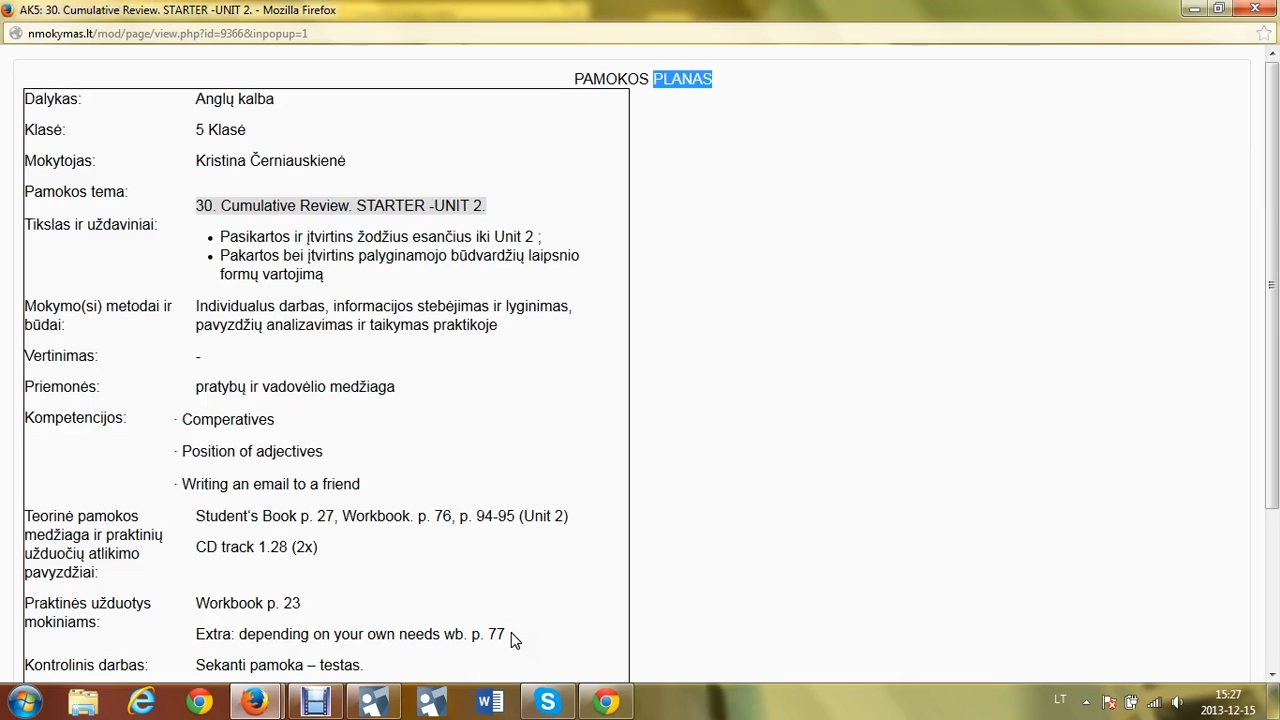 AK5: 30. Cumulative Review. STARTER -UNIT 2. - Mozilla Firefox
nmokymas.lt/mod/page/view.php?id=9366&inpopup=1
PAMOKOS PLANAS
Dalykas: Anglų kalba
Klasė: 5 Klasė
Mokytojas: Kristina Černiauskienė
Pamokos tema:
30. Cumulative Review. STARTER -UNIT 2.
Tikslas ir uždaviniai:
• Pasikartos ir įtvirtins žodžius esančius iki Unit 2 ;
• Pakartos bei įtvirtins palyginamojo būdvardžių laipsnio
formų vartojimą
Mokymo(si) metodai ir Individualus darbas, informacijos stebėjimas ir lyginimas,
būdai: pavyzdžių analizavimas ir taikymas praktikoje
Vertinimas: -
Priemonės: pratybų ir vadovėlio medžiaga
Kompetencijos: · Comperatives
· Position of adjectives
· Writing an email to a friend
Teorinė pamokos Student‘s Book p. 27, Workbook. p. 76, p. 94-95 (Unit 2)
medžiaga ir praktinių
užduočių atlikimo CD track 1.28 (2x)
pavyzdžiai:
Praktinės užduotys Workbook p. 23
mokiniams:
Extra: depending on your own needs wb. p. 77
Kontrolinis darbas: Sekanti pamoka – testas.
LT
15:27
2013-12-15